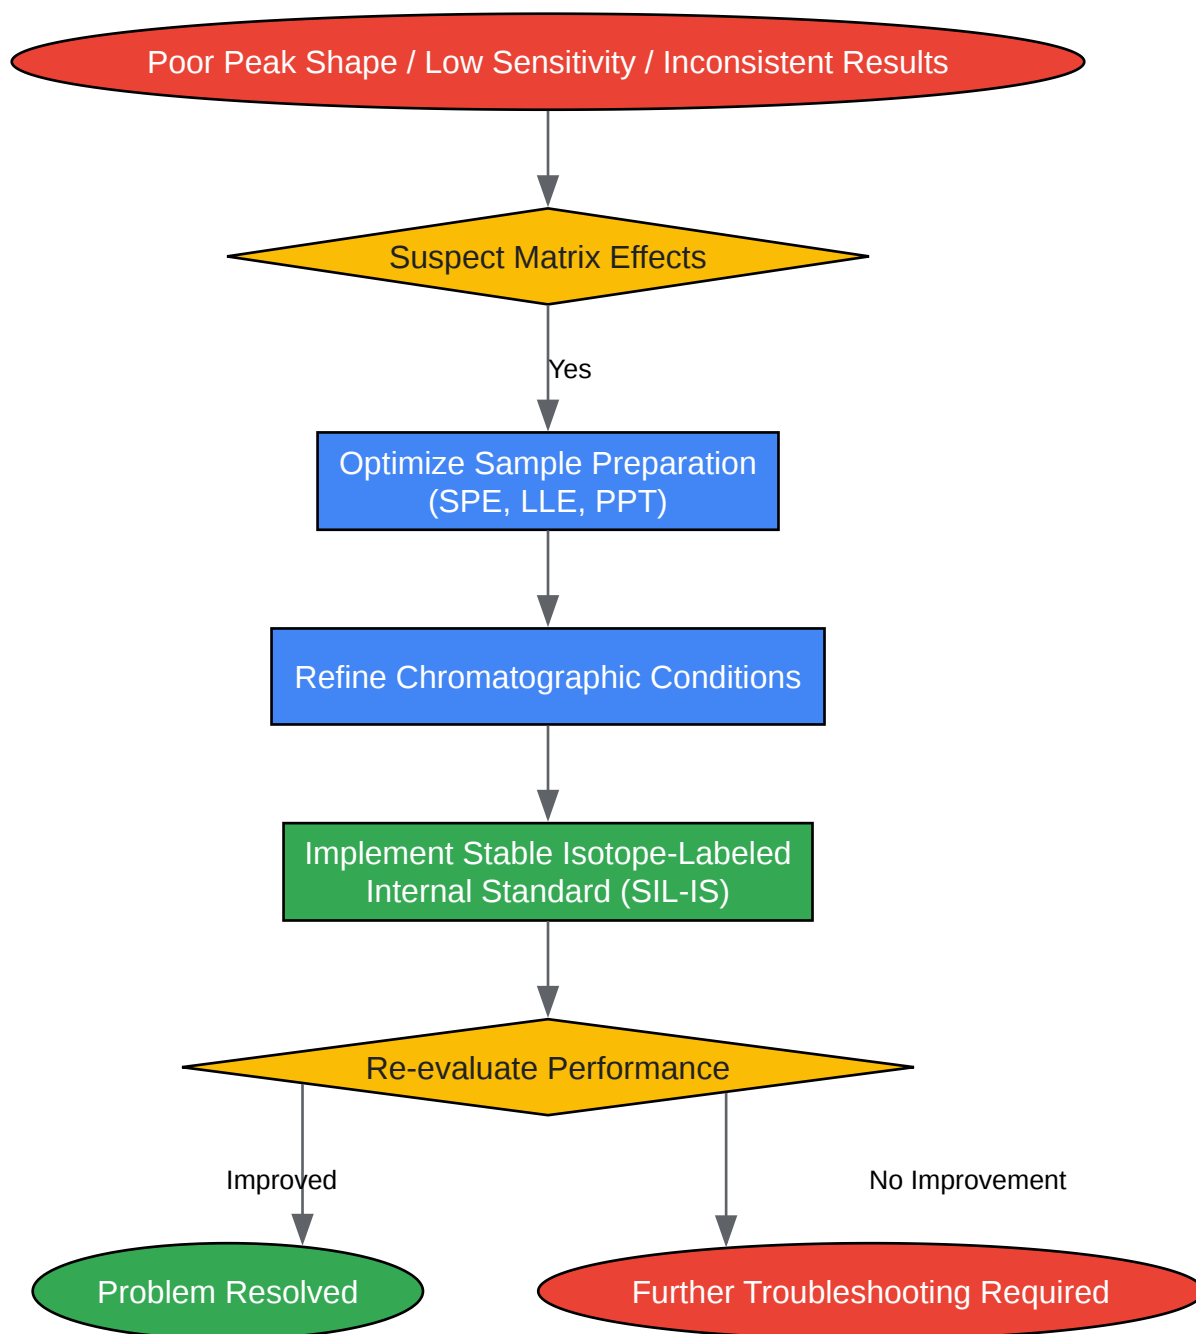 Poor Peak Shape / Low Sensitivity / Inconsistent Results
Suspect Matrix Effects
Yes
Optimize Sample Preparation
(SPE, LLE, PPT)
Refine Chromatographic Conditions
Implement Stable Isotope-Labeled
Internal Standard (SIL-IS)
Re-evaluate Performance
Improved
No Improvement
Problem Resolved
Further Troubleshooting Required